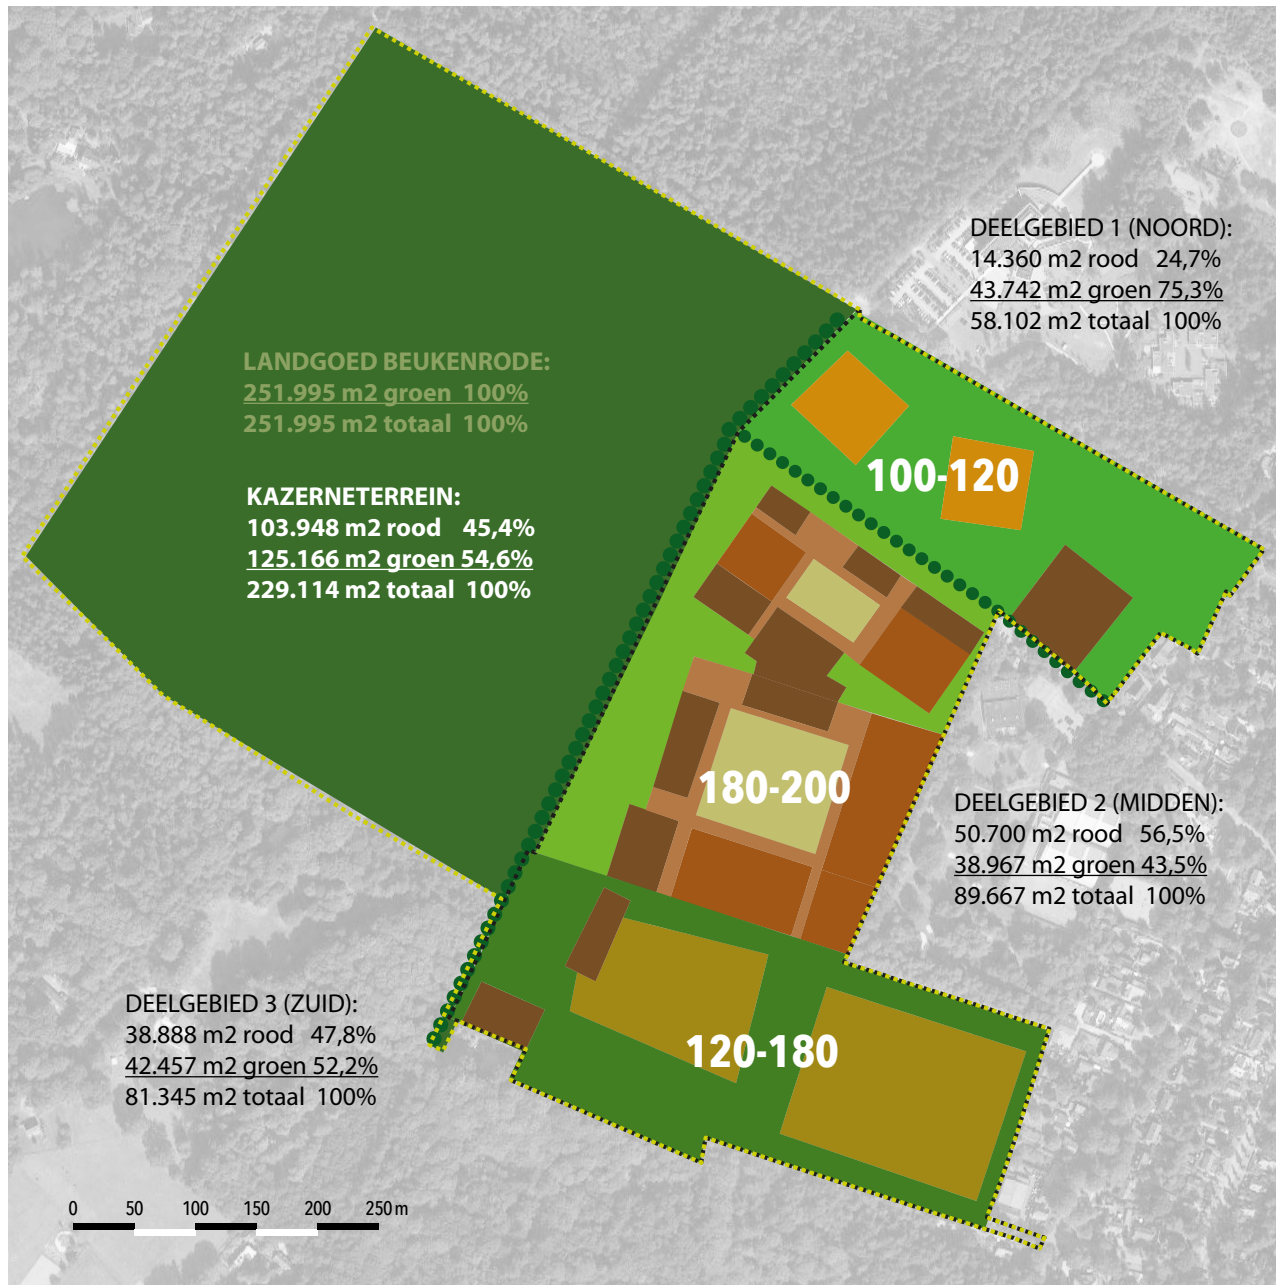 DEELGEBIED 1 (NOORD):
14.360 m2 rood 24,7%
43.742 m2 groen 75,3%
58.102 m2 totaal 100%
LANDGOED BEUKENRODE:
251.995 m2 groen 100%
251.995 m2 totaal 100%
KAZERNETERREIN:
103.948 m2 rood 45,4%
125.166 m2 groen 54,6%
229.114 m2 totaal 100%
100-120
180-200
DEELGEBIED 2 (MIDDEN):
50.700 m2 rood 56,5%
38.967 m2 groen 43,5%
89.667 m2 totaal 100%
DEELGEBIED 3 (ZUID):
38.888 m2 rood 47,8%
42.457 m2 groen 52,2%
81.345 m2 totaal 100%
120-180
0 50 100 150 200 250 m